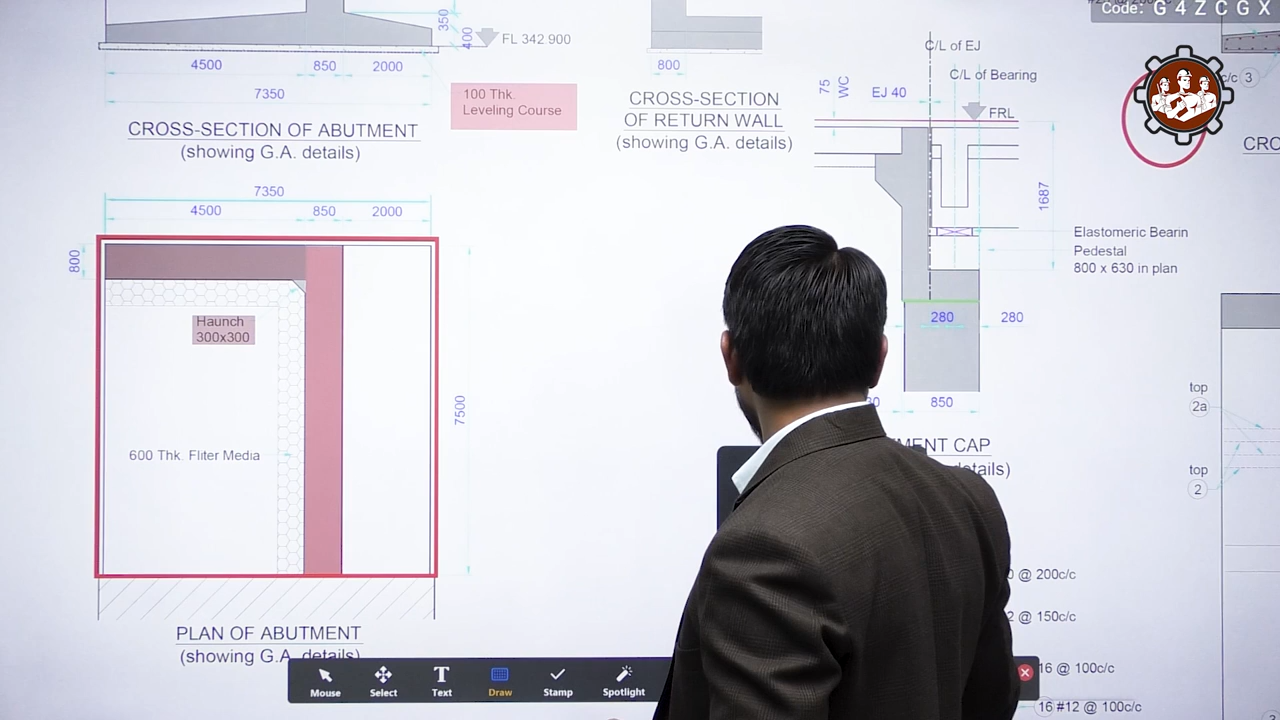 Code: G 4 Z C G X
350
400
FL 342 900
4500
850
2000
7350
100 Thk.
Leveling Course
CROSS-SECTION OF ABUTMENT
(showing G.A. details)
800
CROSS-SECTION
OF RETURN WALL
(showing G.A. details)
C/L of EJ
C/L of Bearing
75
WC
EJ 40
FRL
1687
Elastomeric Bearin
Pedestal
800 x 630 in plan
280
280
850
MENT CAP
details)
c/c 3
CRO
7350
4500
850
2000
800
Haunch
300x300
600 Thk. Fliter Media
7500
PLAN OF ABUTMENT
(showing G.A. details)
top
2a
top
2
@ 200c/c
@ 150c/c
16 @ 100c/c
16 #12 @ 100c/c
Mouse
Select
Text
Draw
Stamp
Spotlight